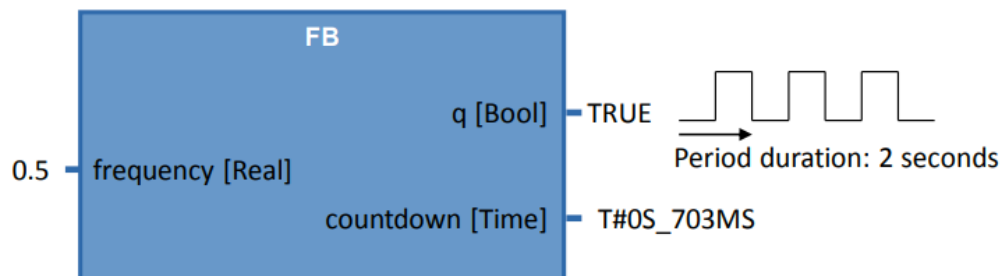 FB
q [Bool] TRUE
Period duration: 2 seconds
0.5 frequency [Real]
countdown [Time] T#0S_703MS